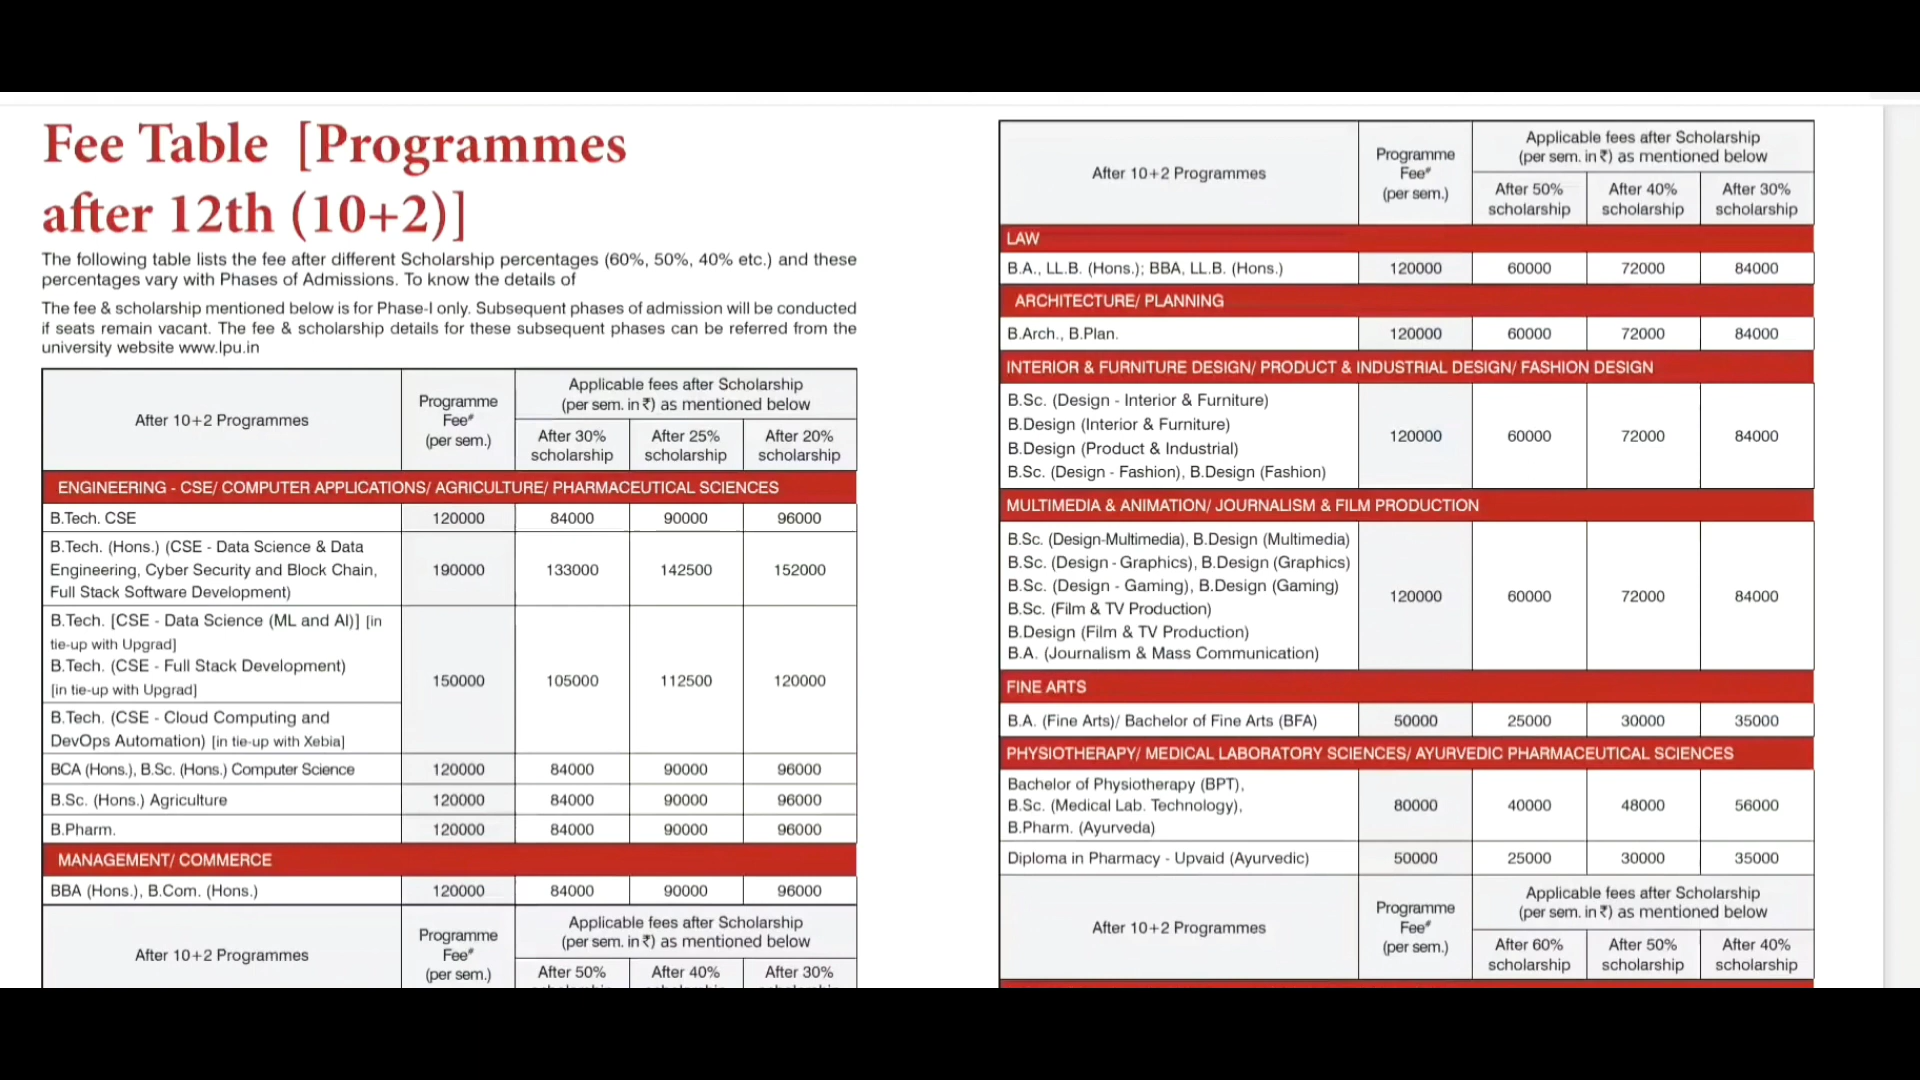 Fee Table [Programmes
after 12th (10+2)]
The following table lists the fee after different Scholarship percentages (60%, 50%, 40% etc.) and these
percentages vary with Phases of Admissions. To know the details of
The fee & scholarship mentioned below is for Phase-I only. Subsequent phases of admission will be conducted
if seats remain vacant. The fee & scholarship details for these subsequent phases can be referred from the
university website www.lpu.in
After 10+2 Programmes
Programme
Fee#
(per sem.)
Applicable fees after Scholarship
(per sem. in ₹) as mentioned below
After 30%
scholarship
After 25%
scholarship
After 20%
scholarship
ENGINEERING - CSE/ COMPUTER APPLICATIONS/ AGRICULTURE/ PHARMACEUTICAL SCIENCES
B.Tech. CSE 120000 84000 90000 96000
B.Tech. (Hons.) (CSE - Data Science & Data
Engineering, Cyber Security and Block Chain,
Full Stack Software Development)
190000 133000 142500 152000
B.Tech. [CSE - Data Science (ML and AI)] [in
tie-up with Upgrad]
B.Tech. (CSE - Full Stack Development)
[in tie-up with Upgrad]
B.Tech. (CSE - Cloud Computing and
DevOps Automation) [in tie-up with Xebia]
150000 105000 112500 120000
BCA (Hons.), B.Sc. (Hons.) Computer Science 120000 84000 90000 96000
B.Sc. (Hons.) Agriculture 120000 84000 90000 96000
B.Pharm. 120000 84000 90000 96000
MANAGEMENT/ COMMERCE
BBA (Hons.), B.Com. (Hons.) 120000 84000 90000 96000
After 10+2 Programmes
Programme
Fee#
(per sem.)
Applicable fees after Scholarship
(per sem. in ₹) as mentioned below
After 50% After 40% After 30%
After 10+2 Programmes
Programme
Fee#
(per sem.)
Applicable fees after Scholarship
(per sem. in ₹) as mentioned below
After 50%
scholarship
After 40%
scholarship
After 30%
scholarship
LAW
B.A., LL.B. (Hons.); BBA, LL.B. (Hons.) 120000 60000 72000 84000
ARCHITECTURE/ PLANNING
B.Arch., B.Plan. 120000 60000 72000 84000
INTERIOR & FURNITURE DESIGN/ PRODUCT & INDUSTRIAL DESIGN/ FASHION DESIGN
B.Sc. (Design - Interior & Furniture)
B.Design (Interior & Furniture)
B.Design (Product & Industrial)
B.Sc. (Design - Fashion), B.Design (Fashion)
120000 60000 72000 84000
MULTIMEDIA & ANIMATION/ JOURNALISM & FILM PRODUCTION
B.Sc. (Design-Multimedia), B.Design (Multimedia)
B.Sc. (Design - Graphics), B.Design (Graphics)
B.Sc. (Design - Gaming), B.Design (Gaming)
B.Sc. (Film & TV Production)
B.Design (Film & TV Production)
B.A. (Journalism & Mass Communication)
120000 60000 72000 84000
FINE ARTS
B.A. (Fine Arts)/ Bachelor of Fine Arts (BFA) 50000 25000 30000 35000
PHYSIOTHERAPY/ MEDICAL LABORATORY SCIENCES/ AYURVEDIC PHARMACEUTICAL SCIENCES
Bachelor of Physiotherapy (BPT),
B.Sc. (Medical Lab. Technology),
B.Pharm. (Ayurveda)
80000 40000 48000 56000
Diploma in Pharmacy - Upvaid (Ayurvedic) 50000 25000 30000 35000
After 10+2 Programmes
Programme
Fee#
(per sem.)
Applicable fees after Scholarship
(per sem. in ₹) as mentioned below
After 60%
scholarship
After 50%
scholarship
After 40%
scholarship